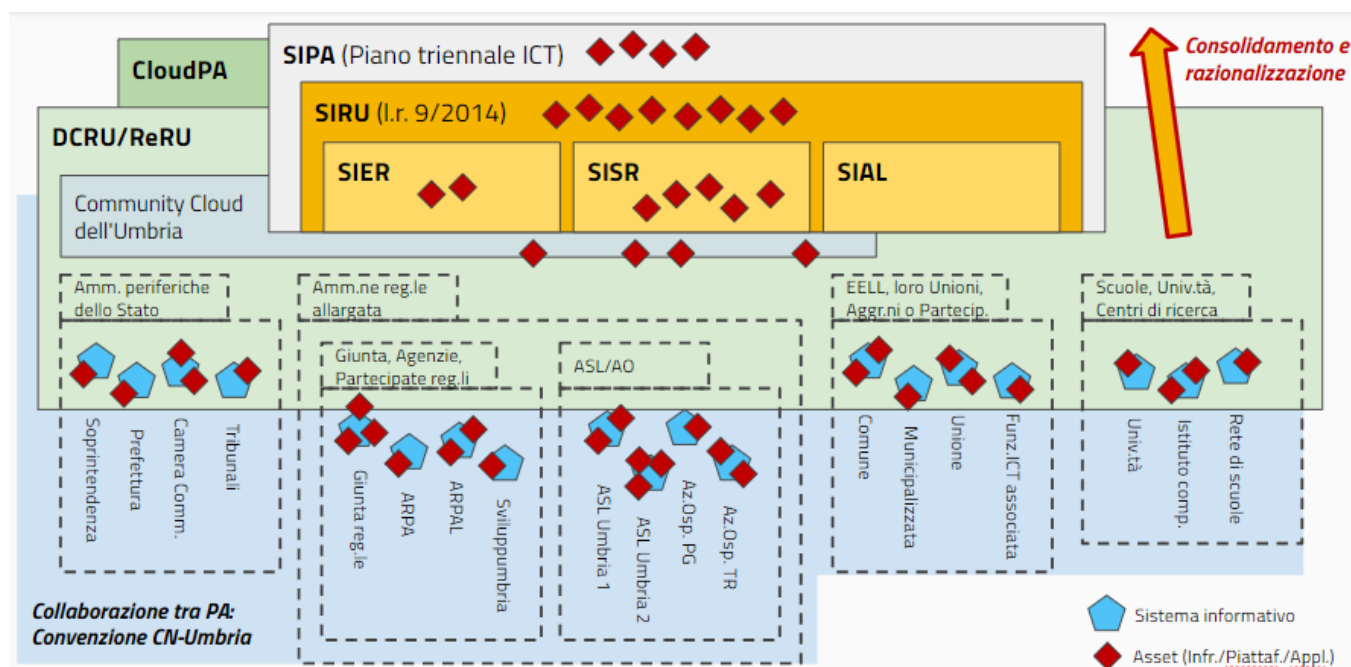 SIPA (Piano triennale ICT)
Consolidamento e
razionalizzazione
CloudPA
SIRU (l.r. 9/2014)
DCRU/ReRU
SIER
SISR
SIAL
Community Cloud
dell'Umbria
Amm. periferiche
dello Stato
Amm.ne reg.le
allargata
EELL, loro Unioni,
Aggr.ni o Partecip.
Scuole, Univ.tà,
Centri di ricerca
Giunta, Agenzie,
Partecipate reg.li
ASL/AO
Soprintendenza
Prefettura
Camera Comm.
Tribunali
Giunta reg.le
ARPA
ARPAL
Sviluppumbria
ASL Umbria 1
ASL Umbria 2
Az.Osp. PG
Az.Osp. TR
Comune
Municipalizzata
Unione
Funz.ICT associata
Univ.tà
Istituto comp.
Rete di scuole
Collaborazione tra PA:
Convenzione CN-Umbria
Sistema informativo
Asset (Infr./Piattaf./Appl.)